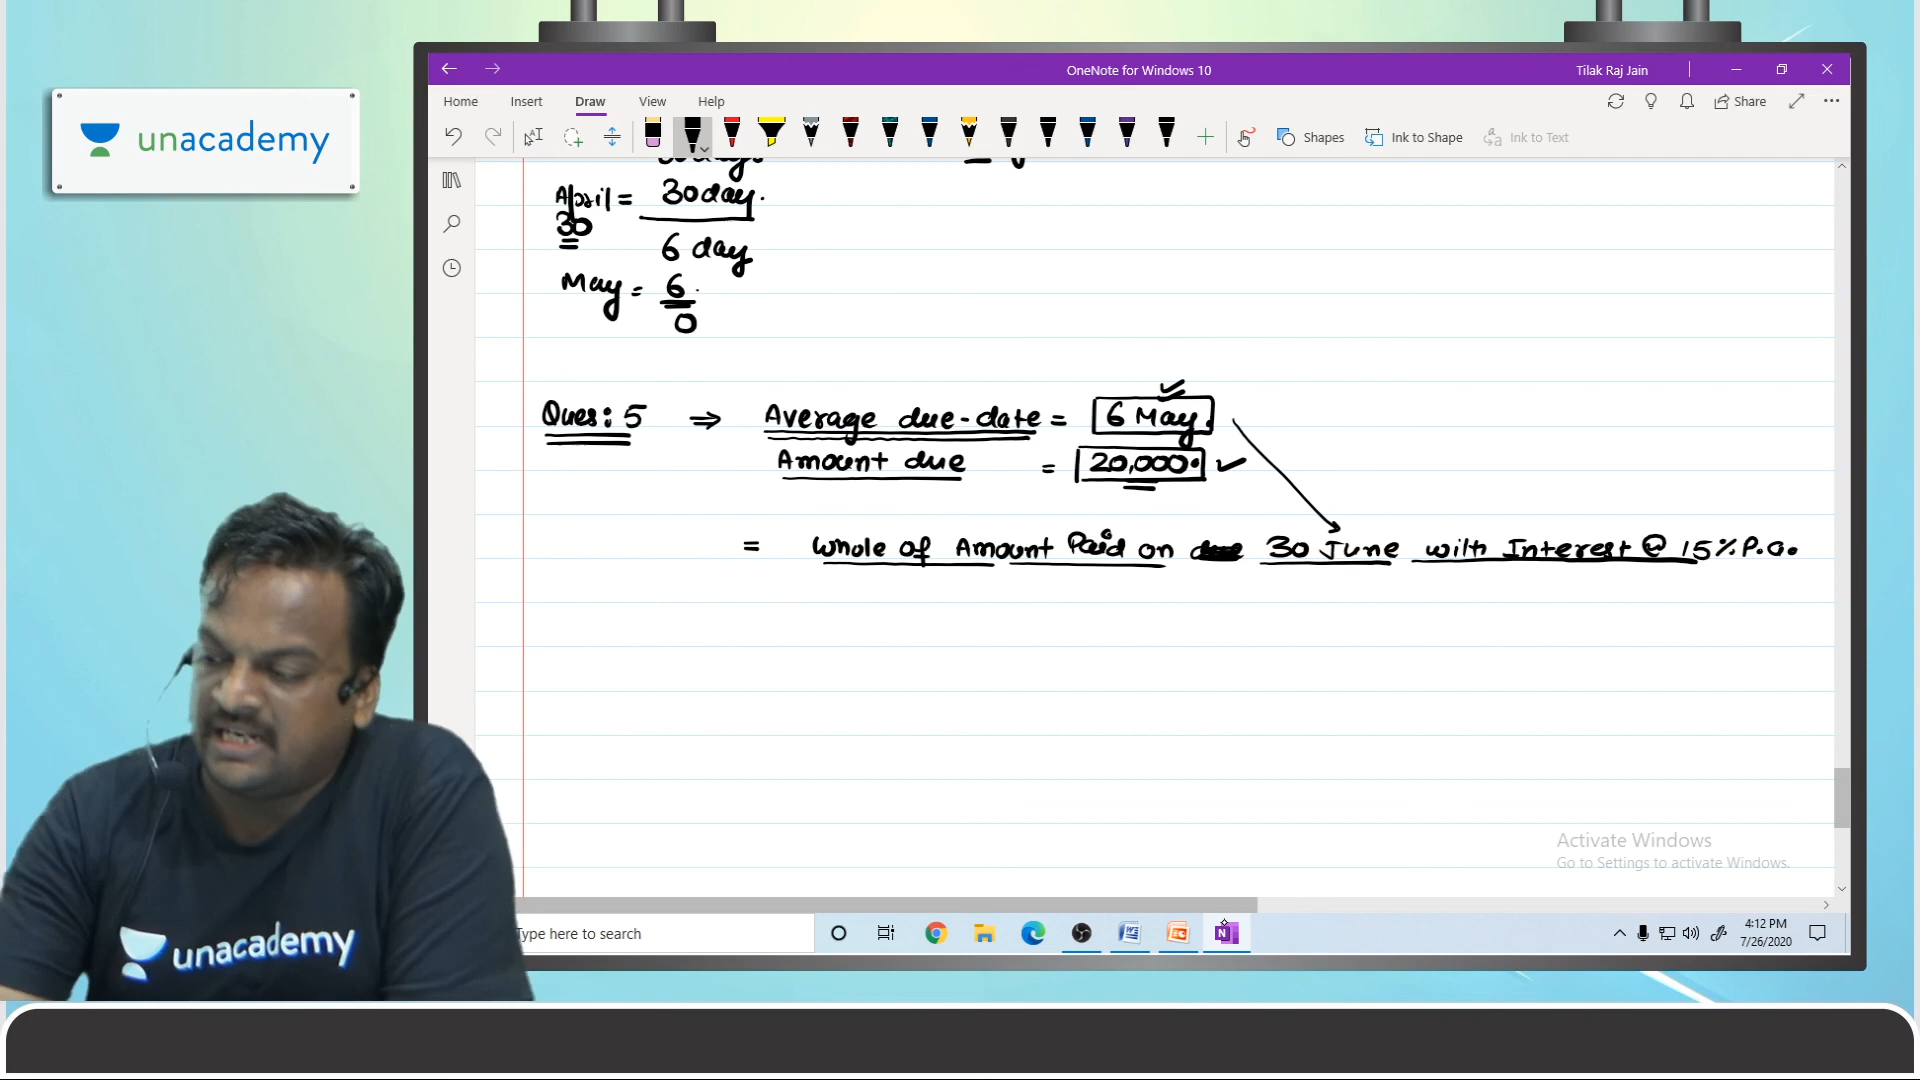 unacademy
OneNote for Windows 10
Tilak Raj Jain
Home Insert Draw View Help
Share
Shapes
Ink to Shape
Ink to Text
April = 30 day.
30
6 day
May = 6
0
Ques: 5 ⇒ Average due-date = 6 May.
Amount due = 20,000.
= Whole of Amount Paid on 30 June with Interest @ 15% P.a.
Activate Windows
Go to Settings to activate Windows.
Type here to search
4:12 PM
7/26/2020
unacademy